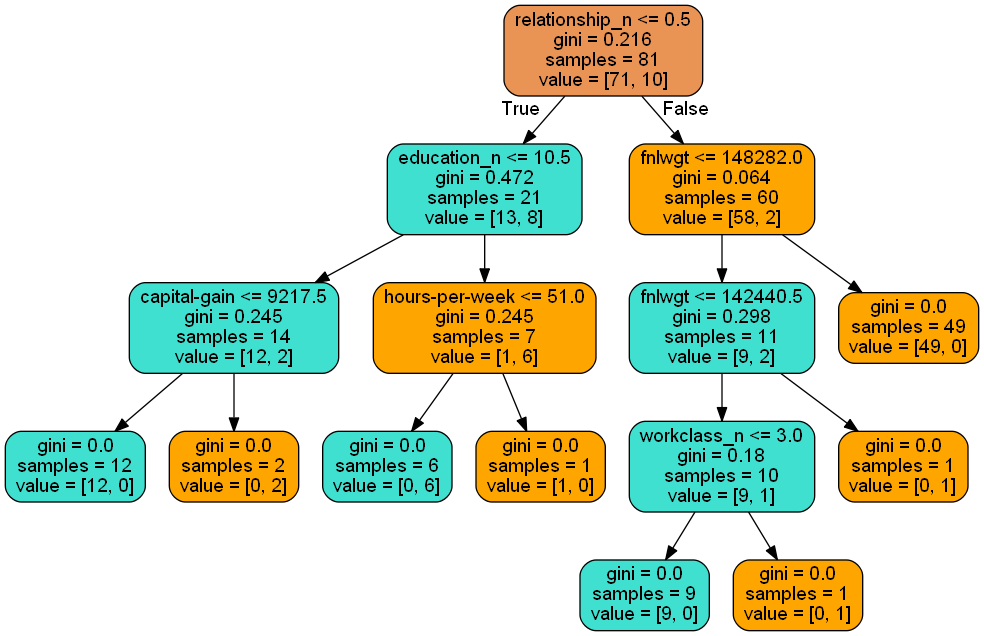 relationship_n <= 0.5
gini = 0.216
samples = 81
value = [71, 10]
True
False
education_n <= 10.5
gini = 0.472
samples = 21
value = [13, 8]
fnlwgt <= 148282.0
gini = 0.064
samples = 60
value = [58, 2]
capital-gain <= 9217.5
gini = 0.245
samples = 14
value = [12, 2]
hours-per-week <= 51.0
gini = 0.245
samples = 7
value = [1, 6]
fnlwgt <= 142440.5
gini = 0.298
samples = 11
value = [9, 2]
gini = 0.0
samples = 49
value = [49, 0]
gini = 0.0
samples = 12
value = [12, 0]
gini = 0.0
samples = 2
value = [0, 2]
gini = 0.0
samples = 6
value = [0, 6]
gini = 0.0
samples = 1
value = [1, 0]
workclass_n <= 3.0
gini = 0.18
samples = 10
value = [9, 1]
gini = 0.0
samples = 1
value = [0, 1]
gini = 0.0
samples = 9
value = [9, 0]
gini = 0.0
samples = 1
value = [0, 1]